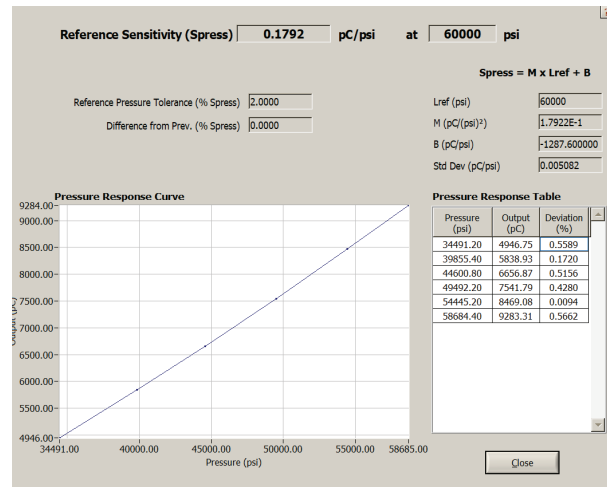 Reference Sensitivity (Spress) 0.1792 pC/psi at 60000 psi
Spress = M x Lref + B
Reference Pressure Tolerance (% Spress) 2.0000
Difference from Prev. (% Spress) 0.0000
Lref (psi) 60000
M (pC/(psi)²) 1.7922E-1
B (pC/psi) -1287.600000
Std Dev (pC/psi) 0.005082
Pressure Response Curve
9284.00
9000.00
8500.00
8000.00
7500.00
7000.00
6500.00
6000.00
5500.00
4946.00
34491.00 40000.00 45000.00 50000.00 55000.00 58685.00
Pressure (psi)
Pressure Response Table
Pressure (psi) Output (pC) Deviation (%)
34491.20 4946.75 0.5589
39855.40 5838.93 0.1720
44600.80 6656.87 0.5156
49492.20 7541.79 0.4280
54445.20 8469.08 0.0094
58684.40 9283.31 0.5662
Close